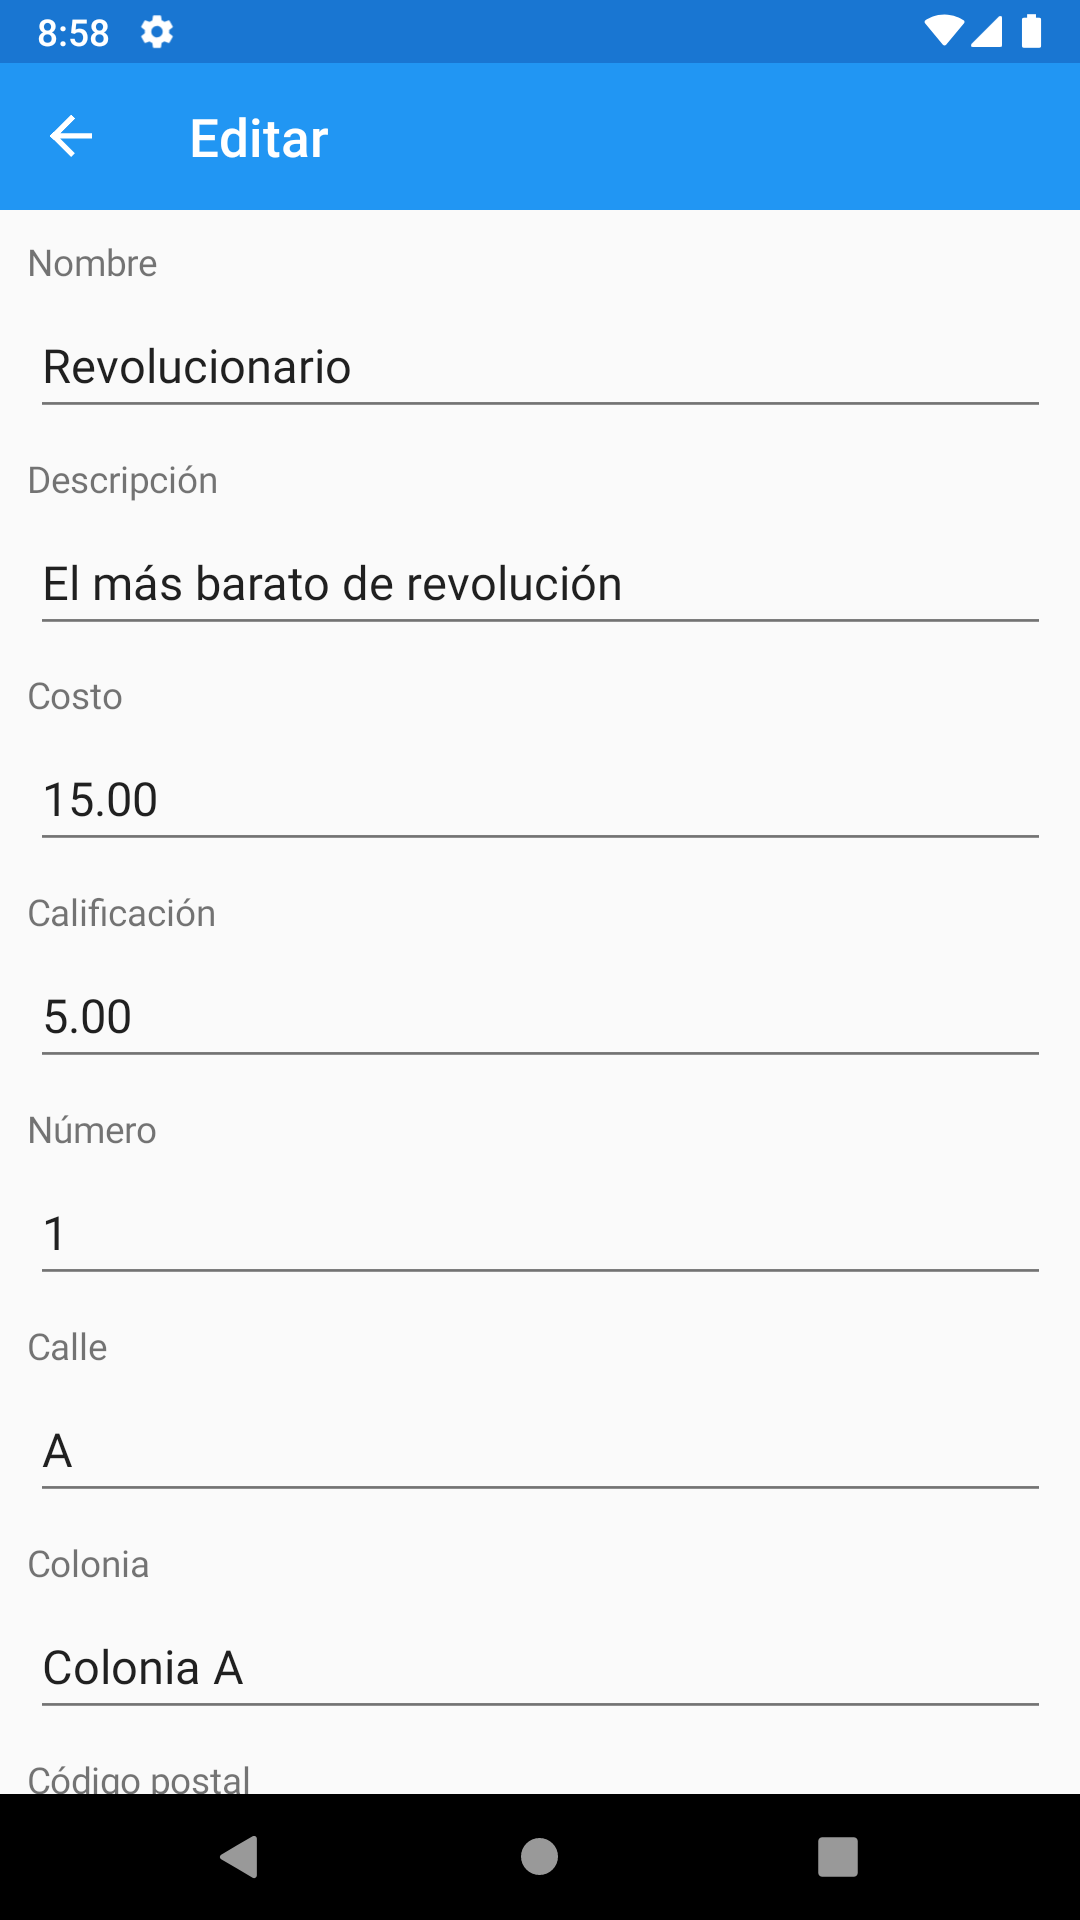 8:58
Editar
Nombre
Revolucionario
Descripción
El más barato de revolución
Costo
15.00
Calificación
5.00
Número
1
Calle
A
Colonia
Colonia A
Código postal